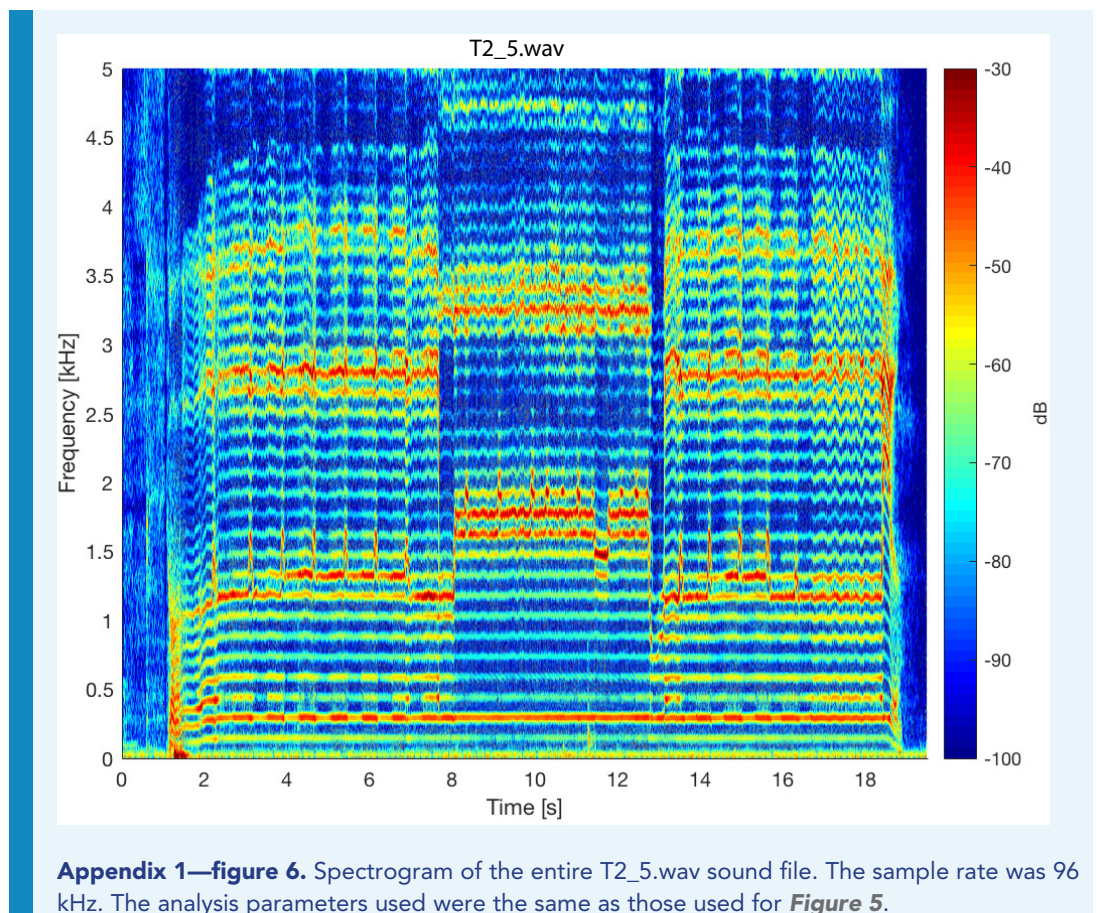 T2_5.wav
5
4.5
4
3.5
3
2.5
2
1.5
1
0.5
0
Frequency [kHz]
0 2 4 6 8 10 12 14 16 18
Time [s]
-30
-40
-50
-60
-70
-80
-90
-100
dB
Appendix 1—figure 6. Spectrogram of the entire T2_5.wav sound file. The sample rate was 96
kHz. The analysis parameters used were the same as those used for Figure 5.